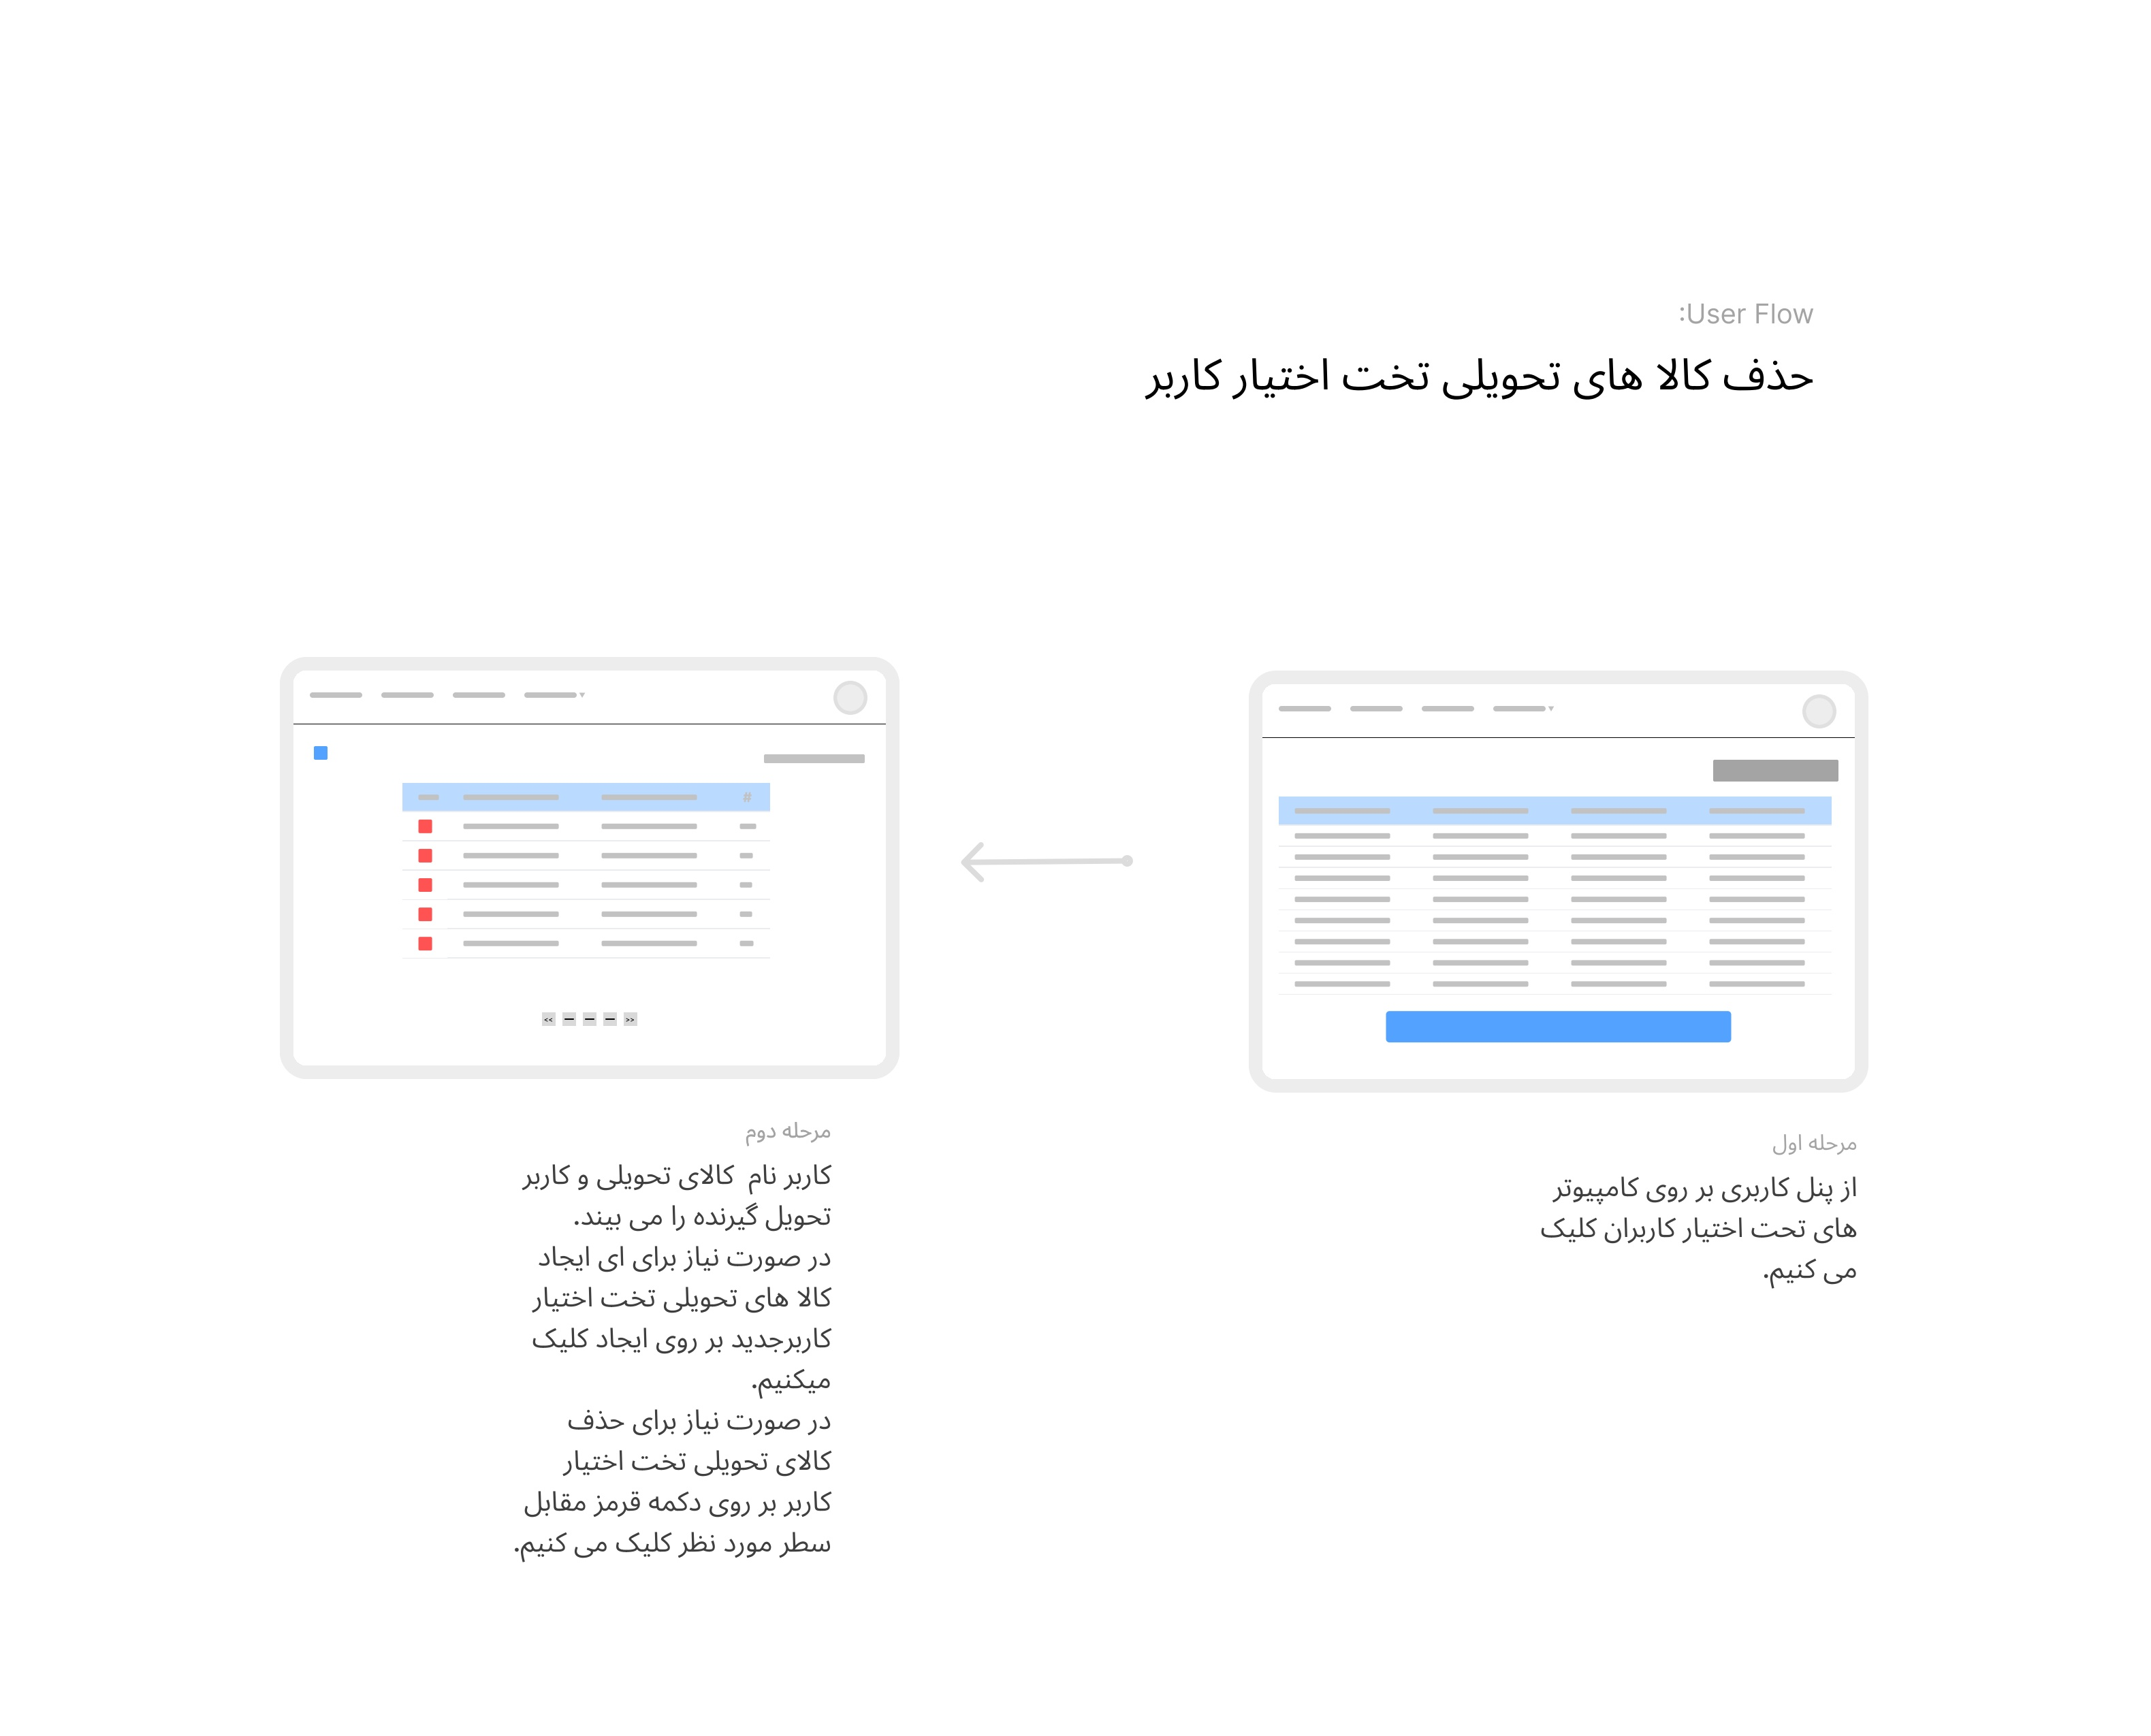 User Flow:
حذف کالا های تحویلی تخت اختیار کاربر
#
<< – – – >>
مرحله اول
از پنل کاربری بر روی کامپیوتر
های تحت اختیار کاربران کلیک
می کنیم.
مرحله دوم
کاربر نام کالای تحویلی و کاربر
تحویل گیرنده را می بیند.
در صورت نیاز برای ای ایجاد
کالا های تحویلی تخت اختیار
کاربرجدید بر روی ایجاد کلیک
میکنیم.
در صورت نیاز برای حذف
کالای تحویلی تخت اختیار
کاربر بر روی دکمه قرمز مقابل
سطر مورد نظر کلیک می کنیم.